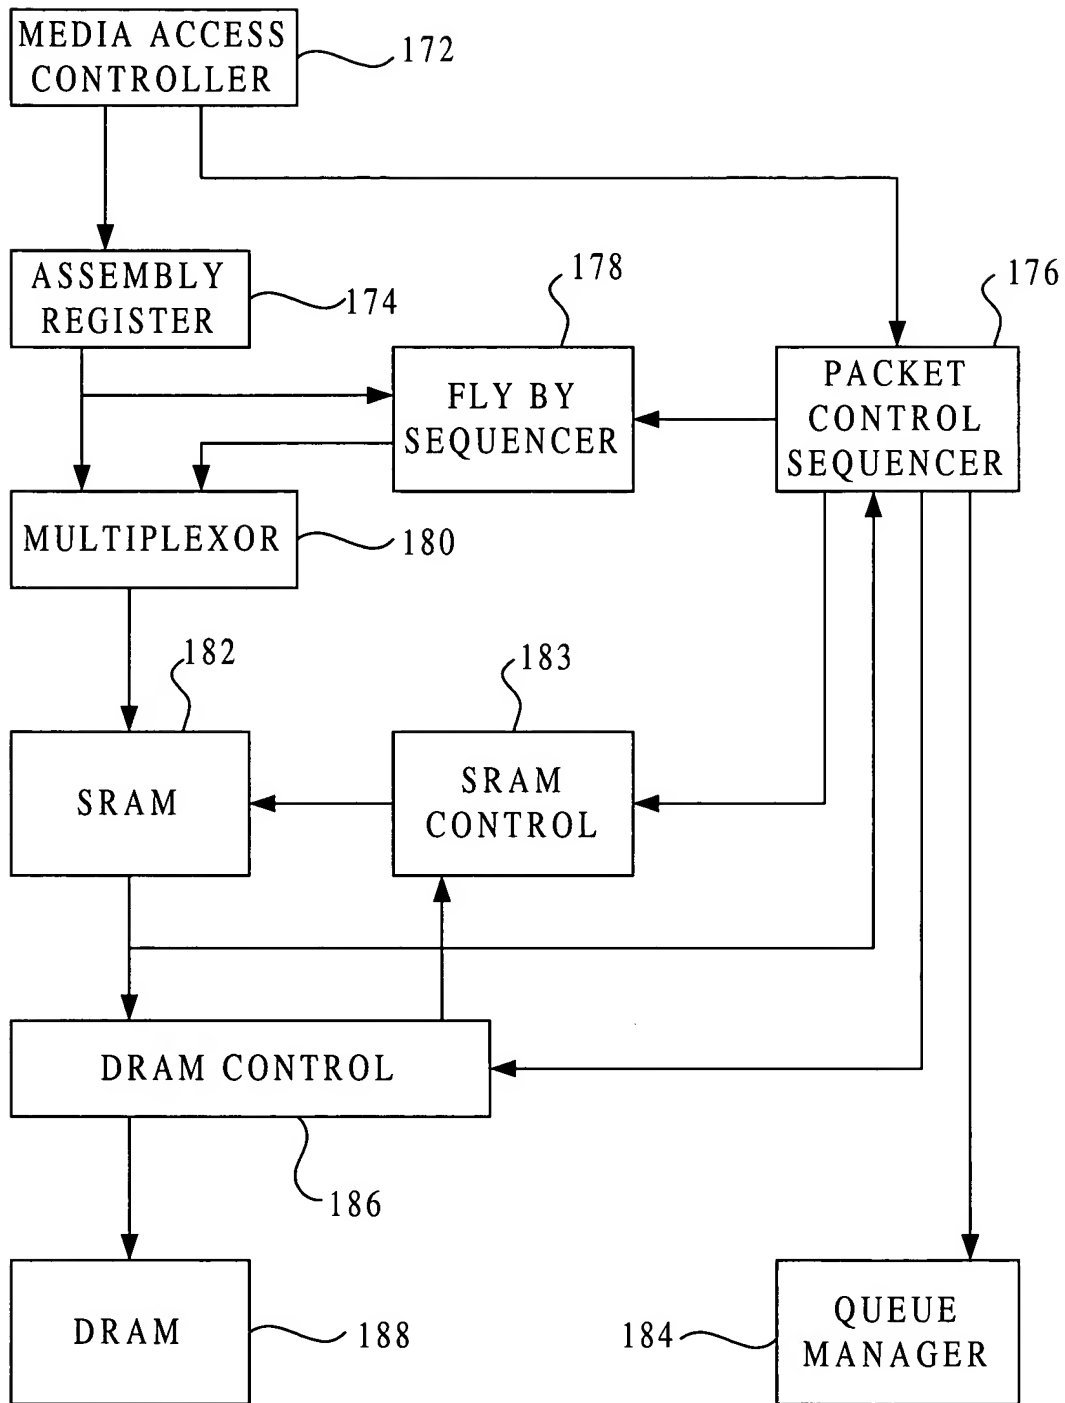 MEDIA ACCESS
CONTROLLER
172
ASSEMBLY
REGISTER
174
178
176
FLY BY
SEQUENCER
PACKET
CONTROL
SEQUENCER
MULTIPLEXOR
180
182
183
SRAM
SRAM
CONTROL
DRAM CONTROL
186
DRAM
188
184
QUEUE
MANAGER